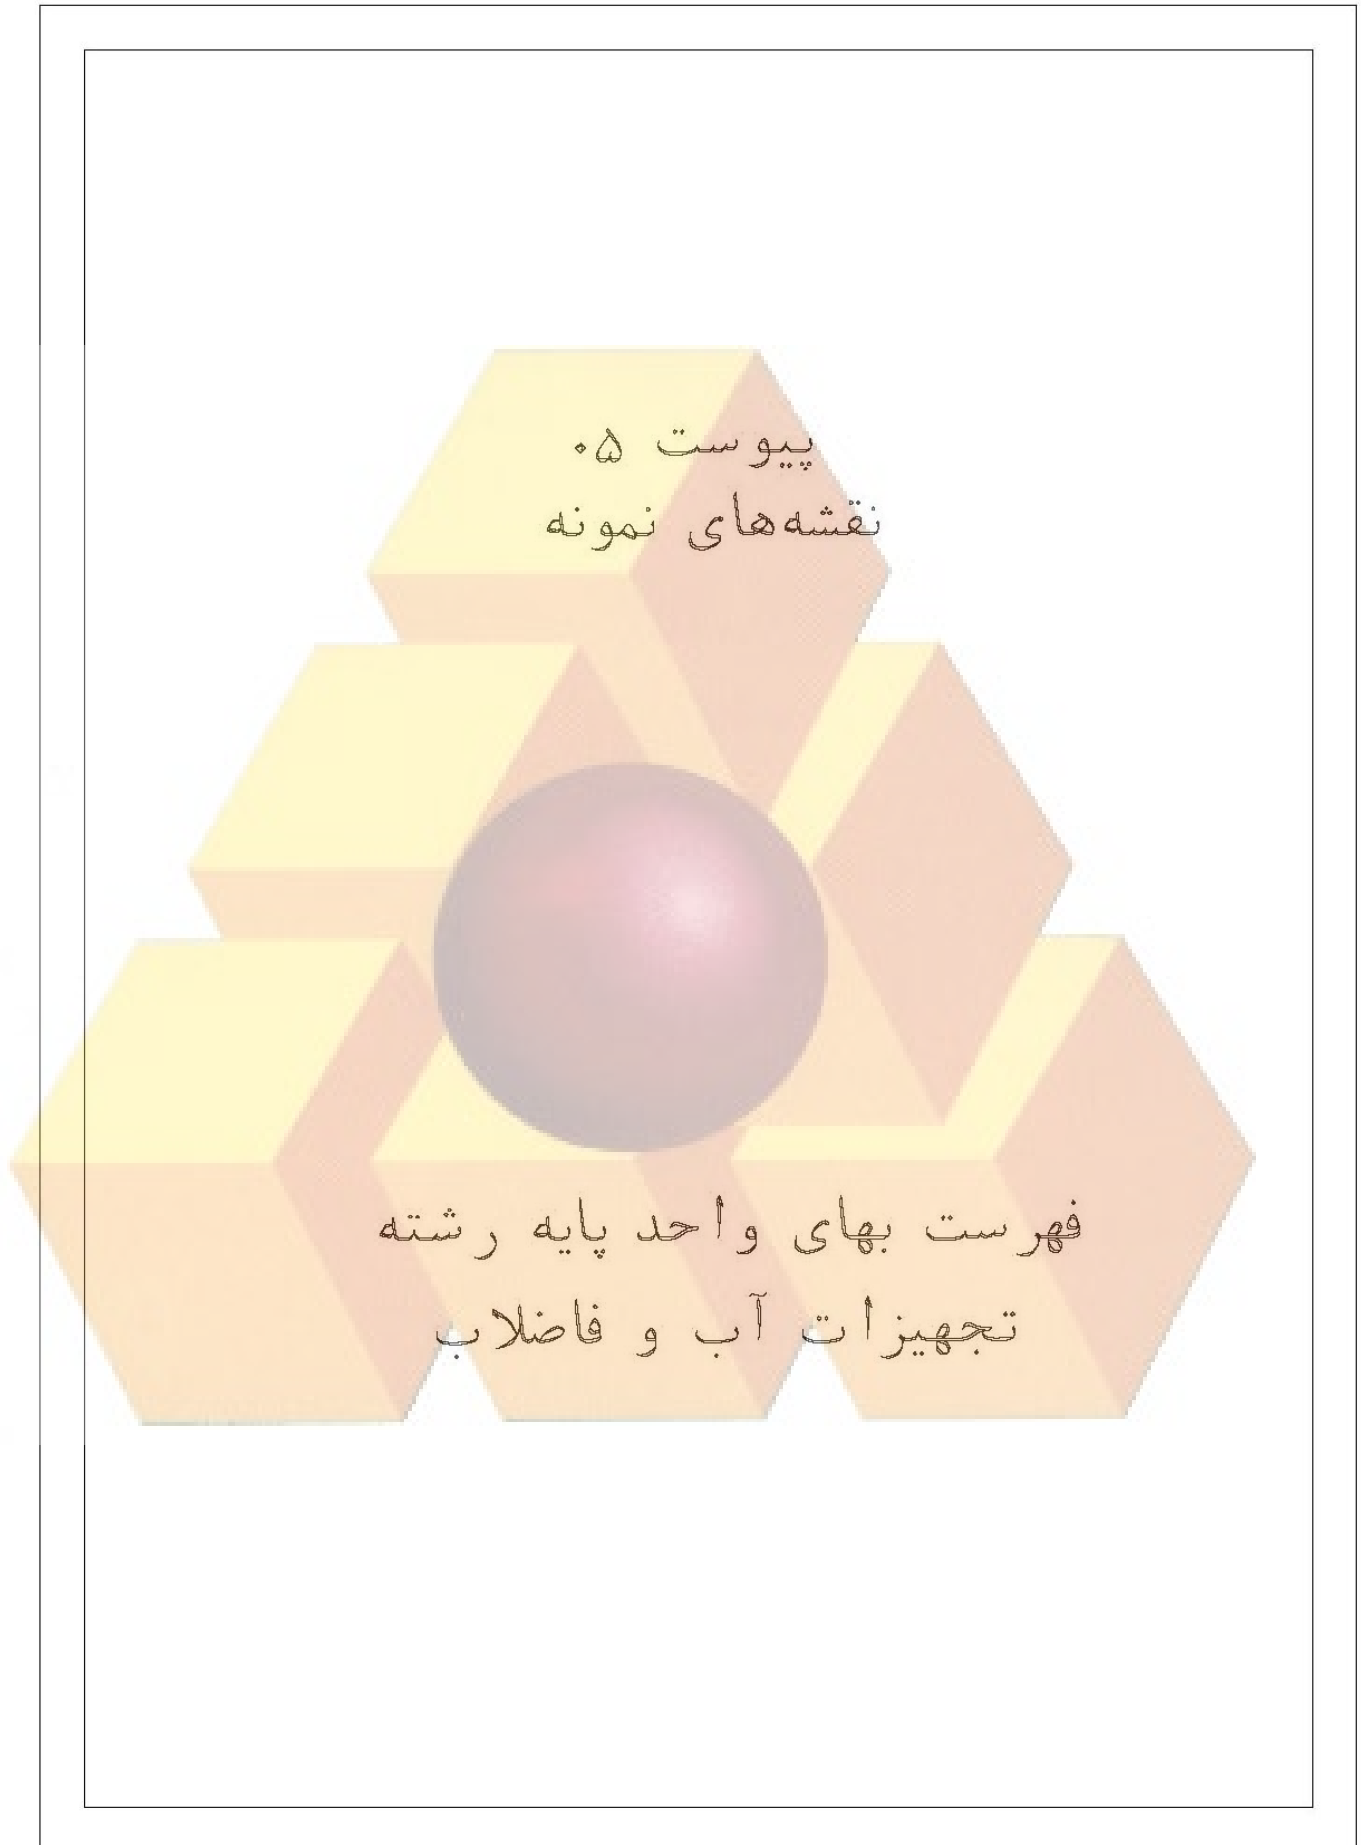 پیوست ۰۵
نقشه‌های نمونه
فهرست بهای واحد پایه رشته
تجهیزات آب و فاضلاب